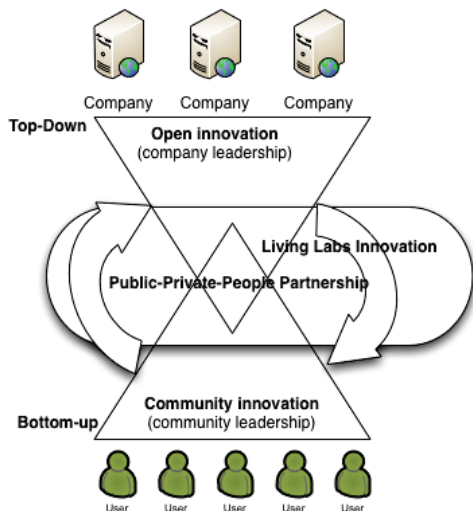 Company Company Company
Top-Down
Open innovation
(company leadership)
Living Labs Innovation
Public-Private-People Partnership
Community innovation
(community leadership)
Bottom-up
User User User User User